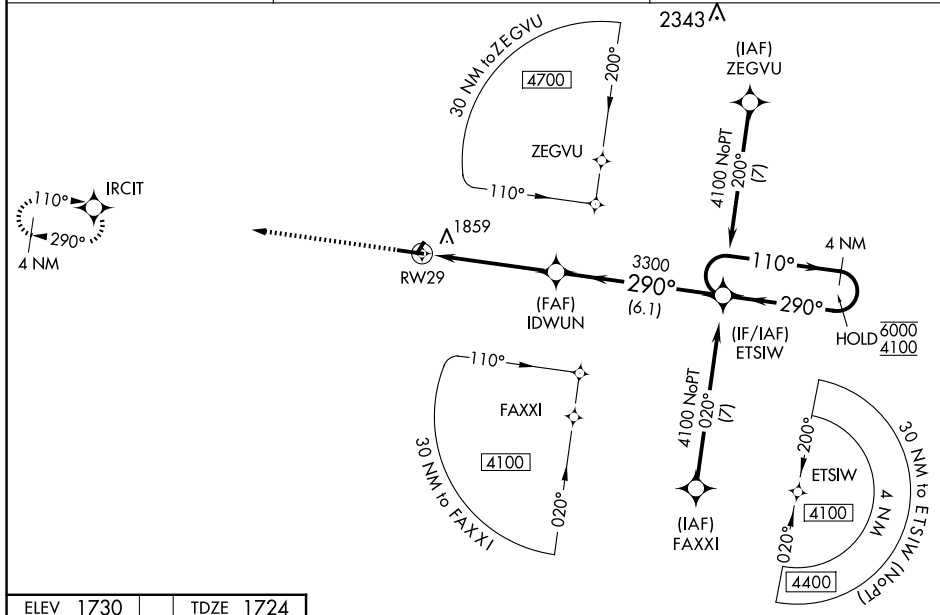 2343
(IAF)
ZEGVU
30 NM to ZEGVU
4700
200°
ZEGVU
110°
4100 NoPT
200°
(7)
110°
IRCIT
290°
4 NM
1859
RW29
3300
290°
(6.1)
(FAF)
IDWUN
110°
4 NM
290°
(IF/IAF)
ETSIW
HOLD
6000
4100
110°
FAXXI
4100
30 NM to FAXXI
020°
4100 NoPT
020°
(7)
(IAF)
FAXXI
200°
ETSIW
4100
020°
4 NM
30 NM to ETSIW (NoPT)
4400
ELEV 1730 TDZE 1724